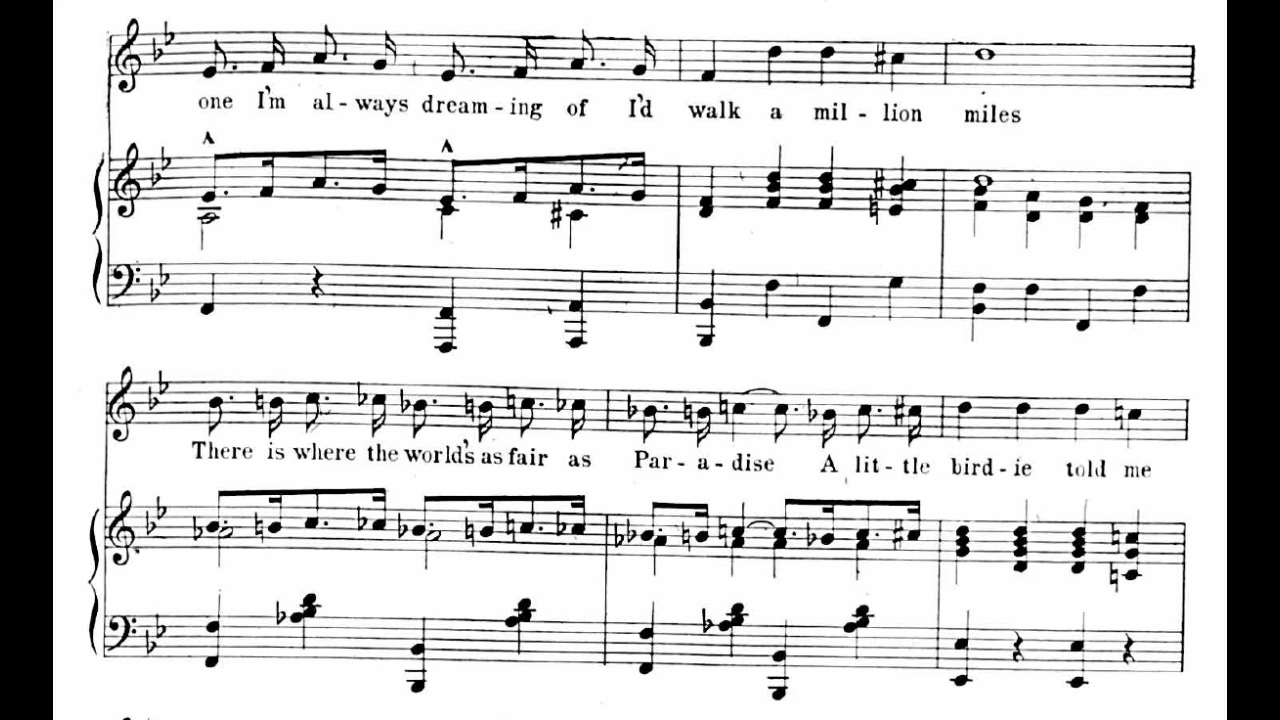 one I'm al-ways dream-ing of I'd walk a mil-lion miles
There is where the world's as fair as Par-a-dise A lit-tle bird-ie told me